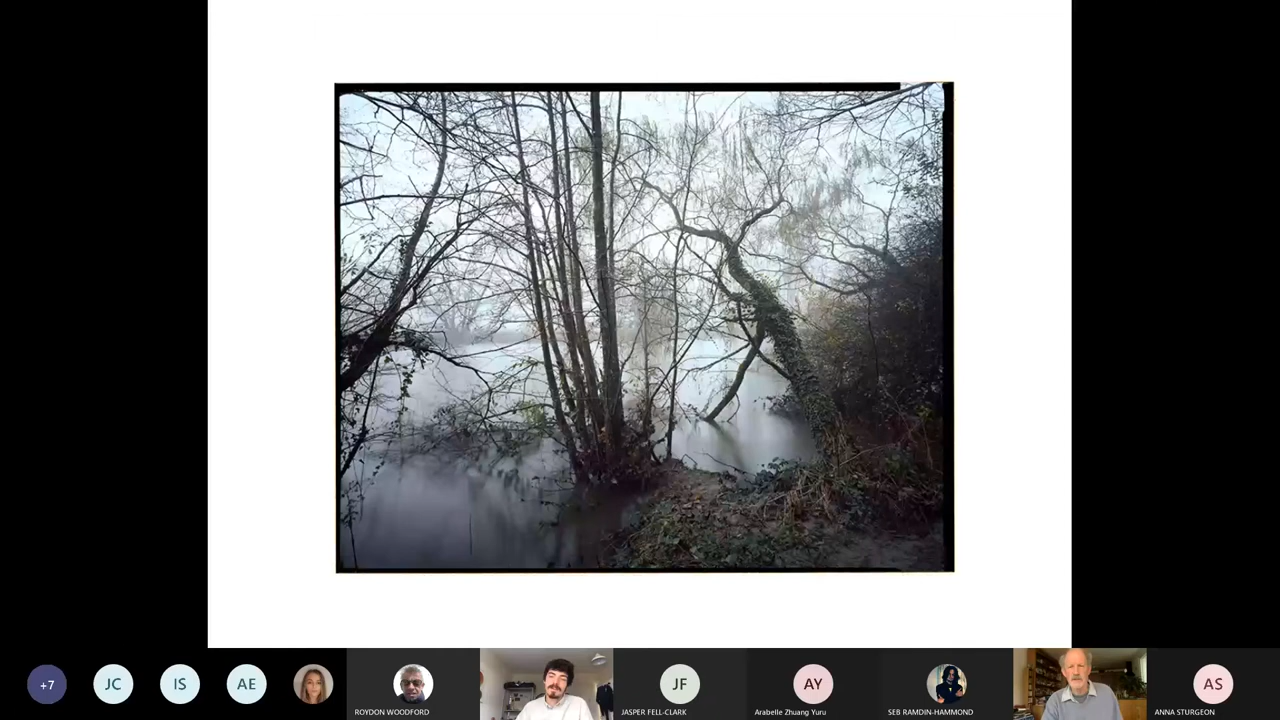 +7
JC
IS
AE
ROYDON WOODFORD
JF
JASPER FELL-CLARK
AY
Arabelle Zhuang Yuru
SEB RAMDIN-HAMMOND
AS
ANNA STURGEON